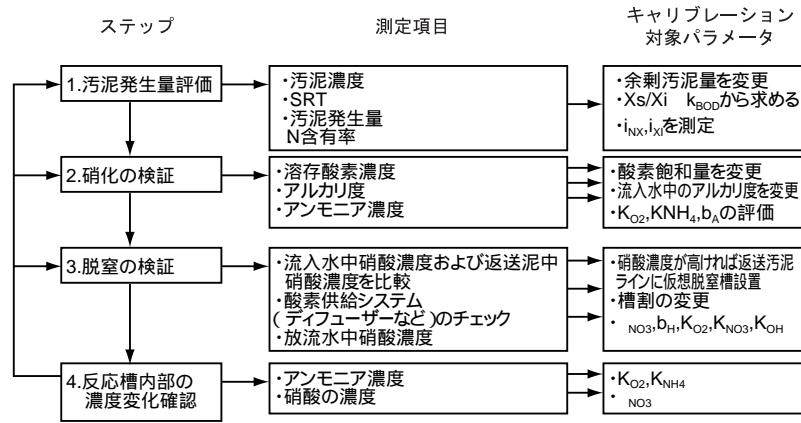 ステップ
測定項目
キャリブレーション
対象パラメータ
1.汚泥発生量評価
・汚泥濃度
・SRT
・汚泥発生量
N含有率
・余剰汚泥量を変更
・Xs/Xi kBODから求める
・iNX,iXIを測定
2.硝化の検証
・溶存酸素濃度
・アルカリ度
・アンモニア濃度
・酸素飽和量を変更
・流入水中のアルカリ度を変更
・KO2,KNH4,bAの評価
3.脱窒の検証
・流入水中硝酸濃度および返送泥中
硝酸濃度を比較
・酸素供給システム
(ディフューザーなど)のチェック
・放流水中硝酸濃度
・硝酸濃度が高ければ返送汚泥
ラインに仮想脱窒槽設置
・槽割の変更
・ NO3,bH,KO2,KNO3,KOH
4.反応槽内部の
濃度変化確認
・アンモニア濃度
・硝酸の濃度
・KO2,KNH4
・ NO3